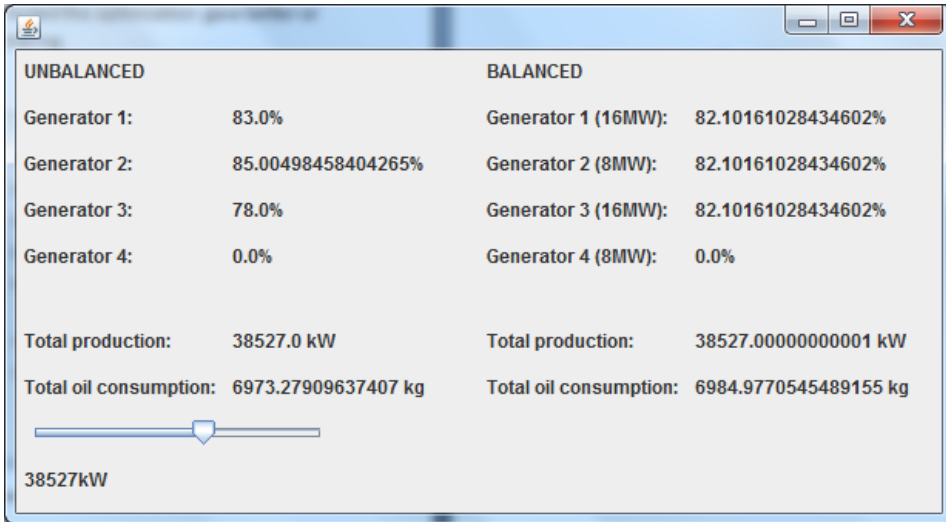 UNBALANCED BALANCED
Generator 1: 83.0% Generator 1 (16MW): 82.10161028434602%
Generator 2: 85.00498458404265% Generator 2 (8MW): 82.10161028434602%
Generator 3: 78.0% Generator 3 (16MW): 82.10161028434602%
Generator 4: 0.0% Generator 4 (8MW): 0.0%
Total production: 38527.0 kW Total production: 38527.00000000001 kW
Total oil consumption: 6973.27909637407 kg Total oil consumption: 6984.9770545489155 kg
38527kW